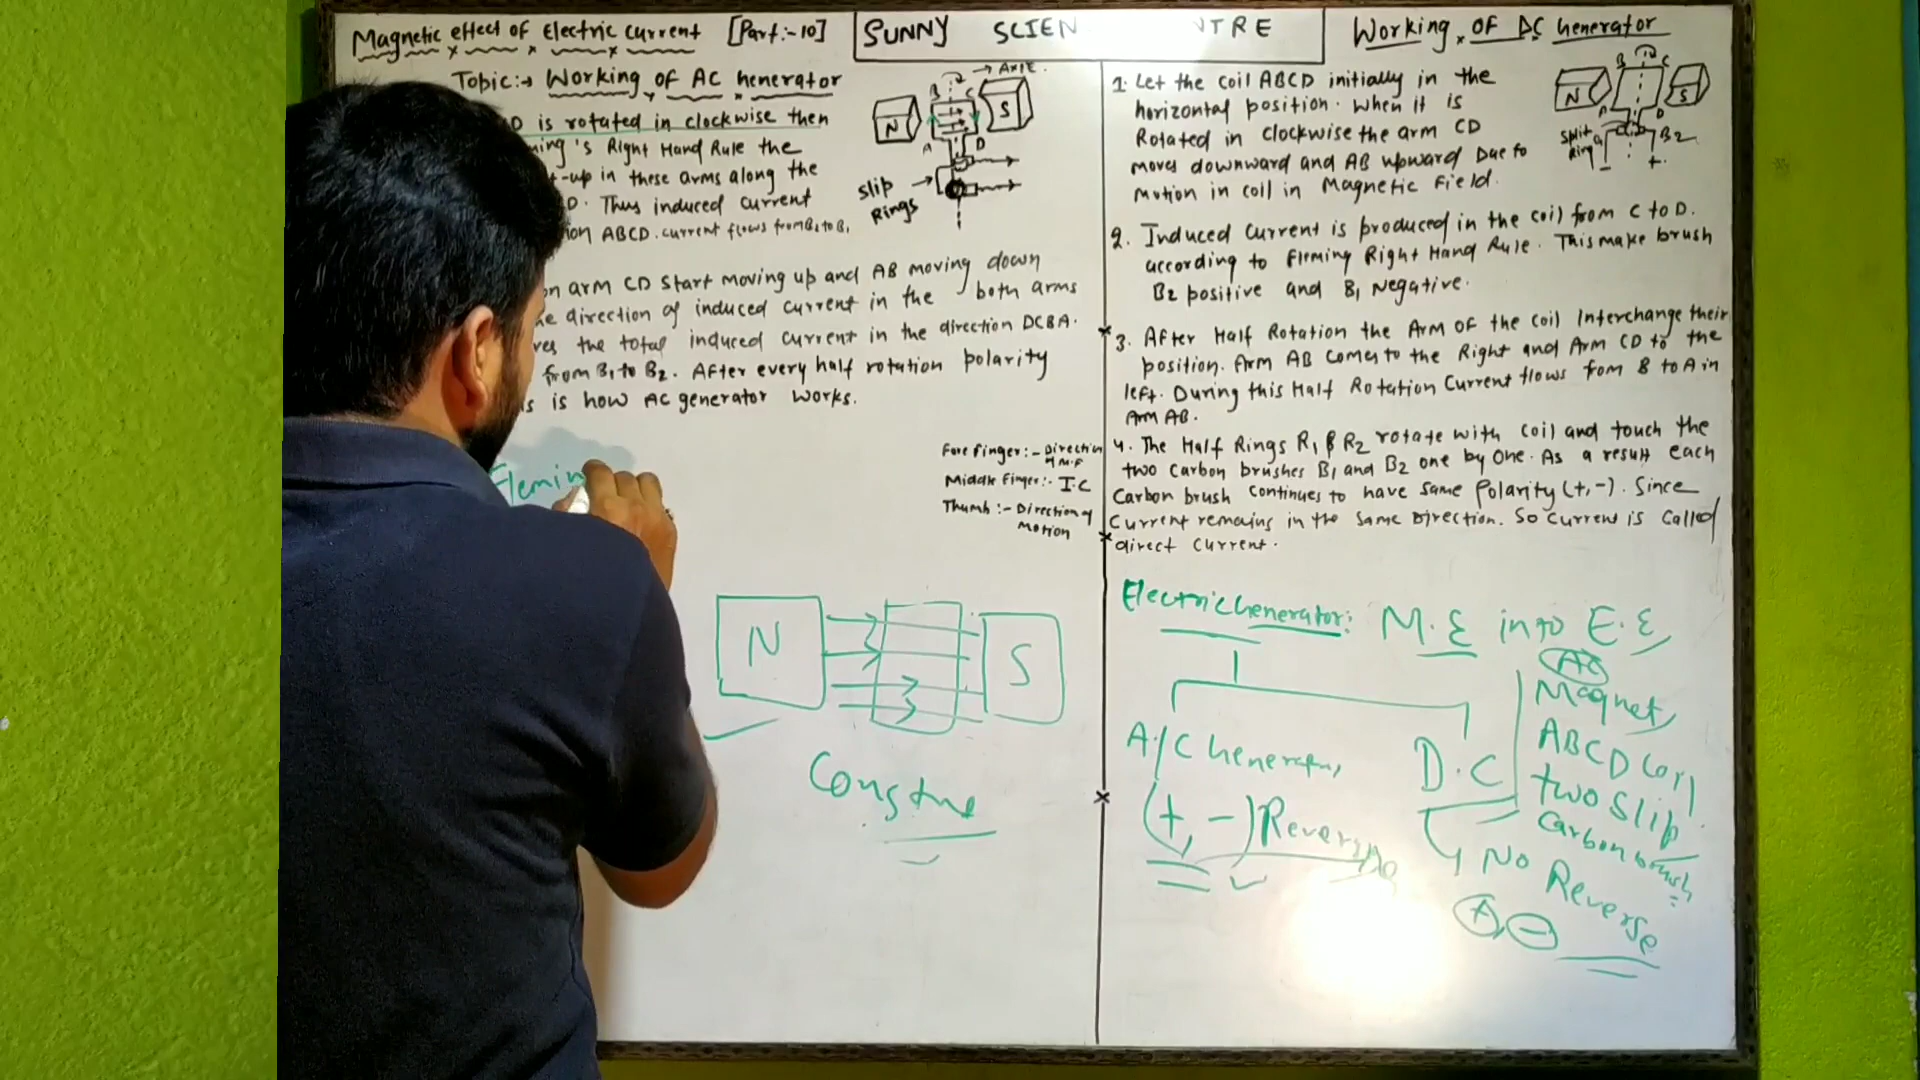 Magnetic effect of Electric current [Part:-10]
SUNNY SCIEN NTRE
Topic:→ Working of AC henerator
D is rotated in clockwise then
ing's Right Hand Rule the
t-up in these arms along the
D. Thus induced current
ion ABCD. current flows from B2 to B1
→ AXLE.
B C
N S
A D
Slip Rings
on arm CD start moving up and AB moving down
he direction of induced current in the both arms
res the total induced current in the direction DCBA.
from B1 to B2. After every half rotation polarity
s is how AC generator works.
Flemin
Fore finger:- Direction of M.F
Middle finger:- I.C
Thumb:- Direction of Motion
N S
Working of DC henerator
1. Let the coil ABCD initially in the
horizontal position. When it is
Rotated in clockwise the arm CD
moves downward and AB upward Due to
Motion in coil in Magnetic Field.
B C
N S
A D
Split Ring
B2
- +
2. Induced current is produced in the coil from C to D.
according to Fleming Right Hand Rule. This make brush
B2 positive and B1 Negative.
3. After Half Rotation the Arm of the coil Interchange their
position. Arm AB comes to the Right and Arm CD to the
left. During this Half Rotation Current flows from B to A in
Arm AB.
4. The Half Rings R1 & R2 rotate with coil and touch the
two Carbon brushes B1 and B2 one by one. As a result each
Carbon brush continues to have same Polarity (+,-). Since
Current remains in the same Direction. So Current is called
direct current.
Electric henerator: M.E into E.E
A/C henerator
(+, -) Reverse
D.C
No Reverse
+ -
AC
Magnet
ABCD Coil
two Slip
Carbon brush